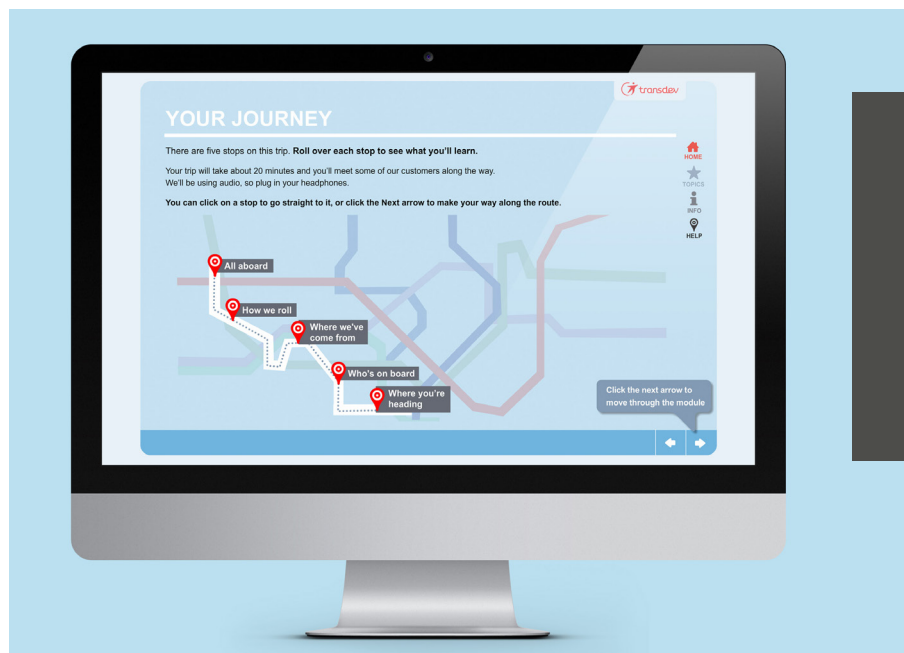 transdev
YOUR JOURNEY
There are five stops on this trip. Roll over each stop to see what you'll learn.
Your trip will take about 20 minutes and you'll meet some of our customers along the way.
We'll be using audio, so plug in your headphones.
You can click on a stop to go straight to it, or click the Next arrow to make your way along the route.
HOME
TOPICS
INFO
HELP
All aboard
How we roll
Where we've
come from
Who's on board
Where you're
heading
Click the next arrow to
move through the module